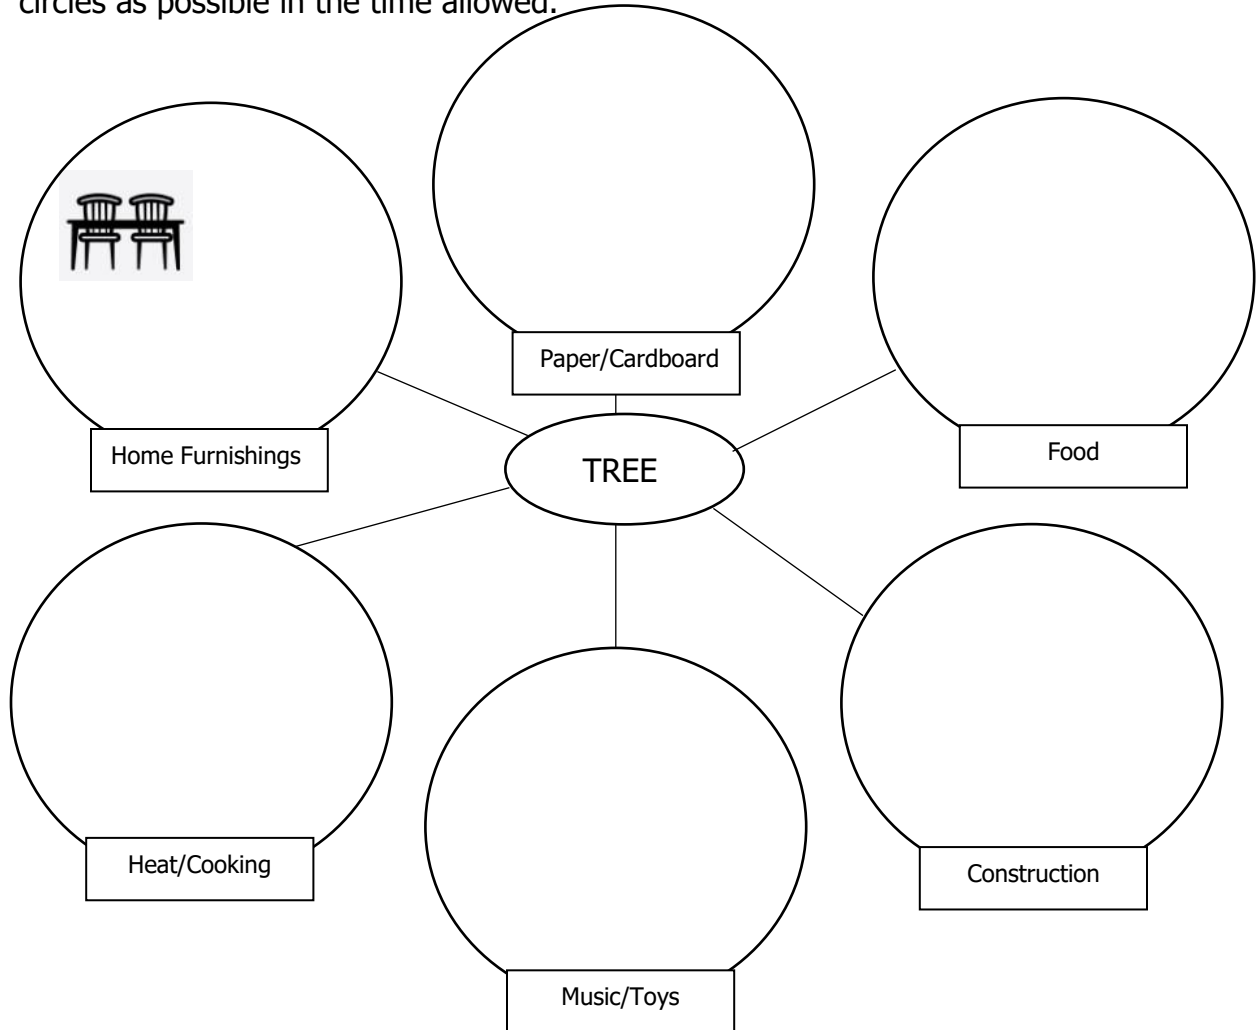 circles as possible in the time allowed.
Paper/Cardboard
Home Furnishings
Food
TREE
Heat/Cooking
Construction
Music/Toys